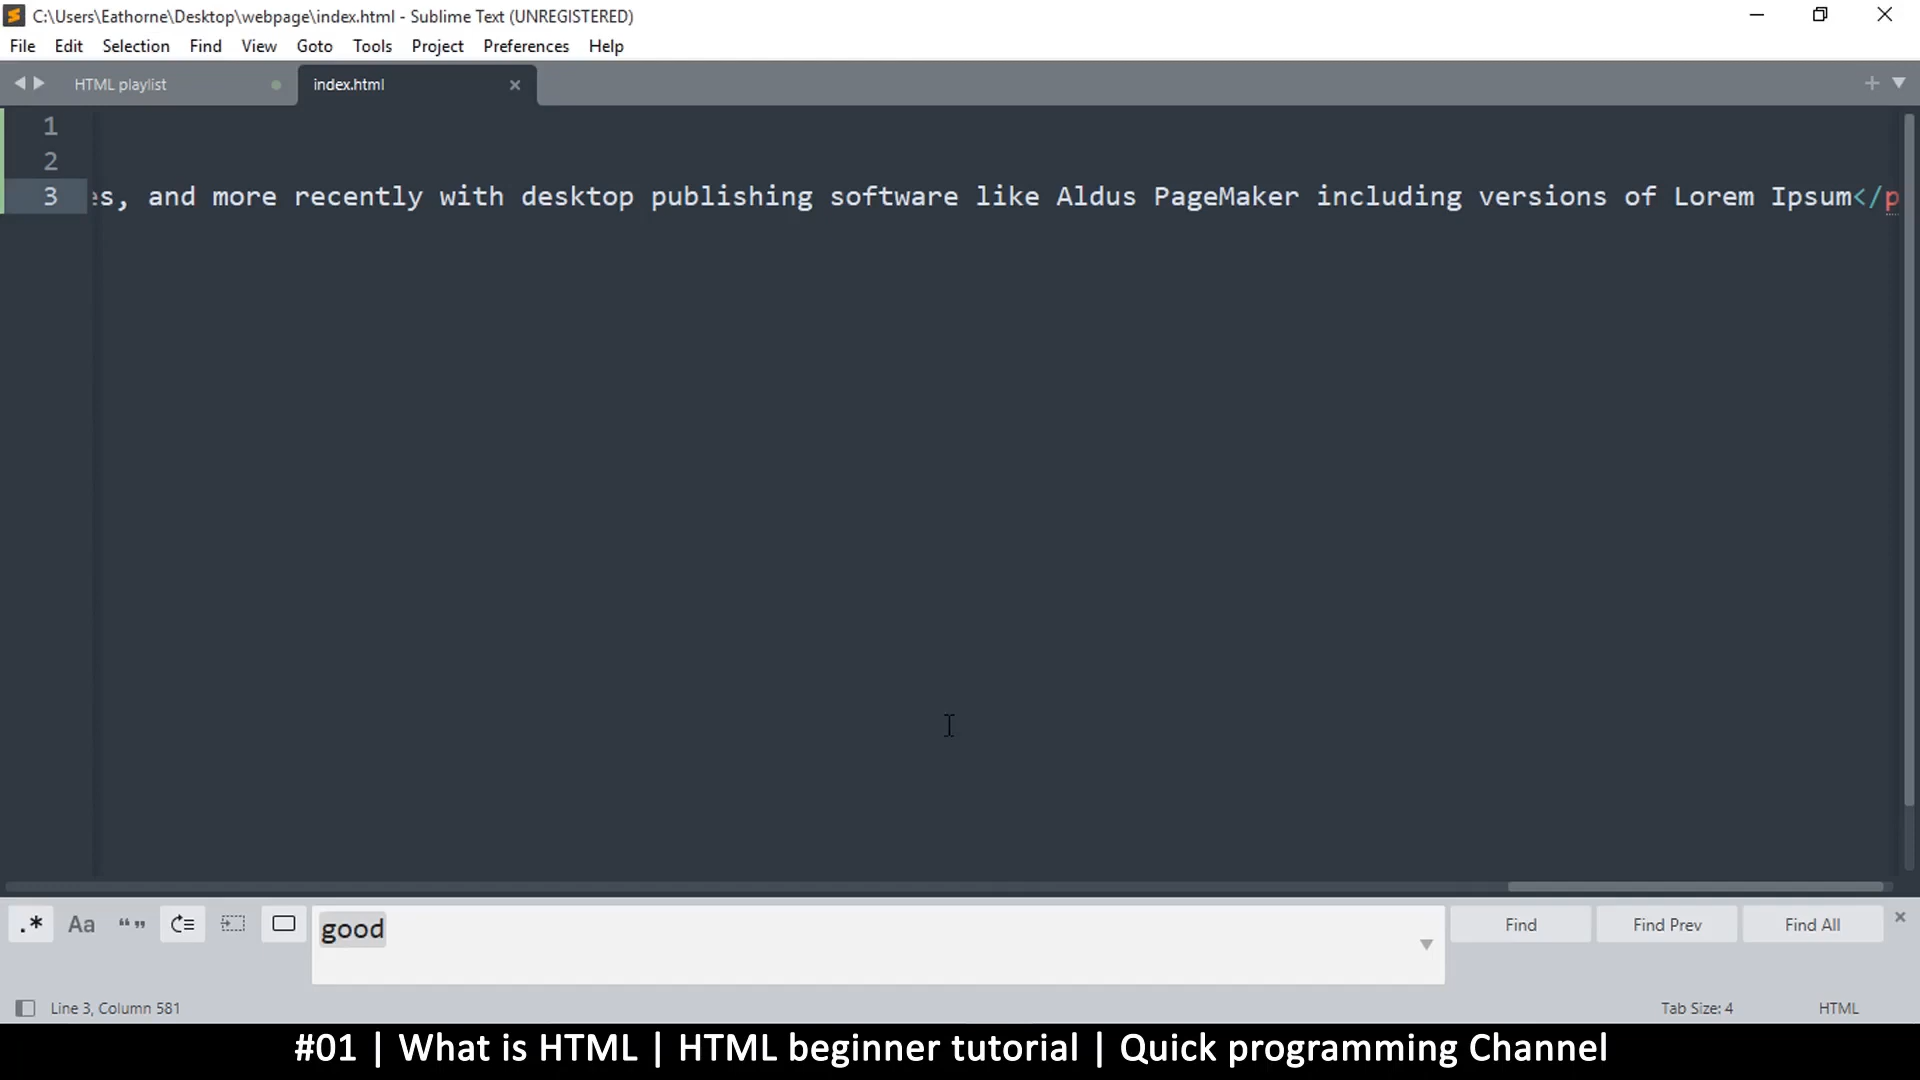 C:\Users\Eathorne\Desktop\webpage\index.html - Sublime Text (UNREGISTERED)
File Edit Selection Find View Goto Tools Project Preferences Help
HTML playlist index.html
1
2
3 es, and more recently with desktop publishing software like Aldus PageMaker including versions of Lorem Ipsum</p
.* Aa “” good Find Find Prev Find All
Line 3, Column 581 Tab Size: 4 HTML
#01 | What is HTML | HTML beginner tutorial | Quick programming Channel